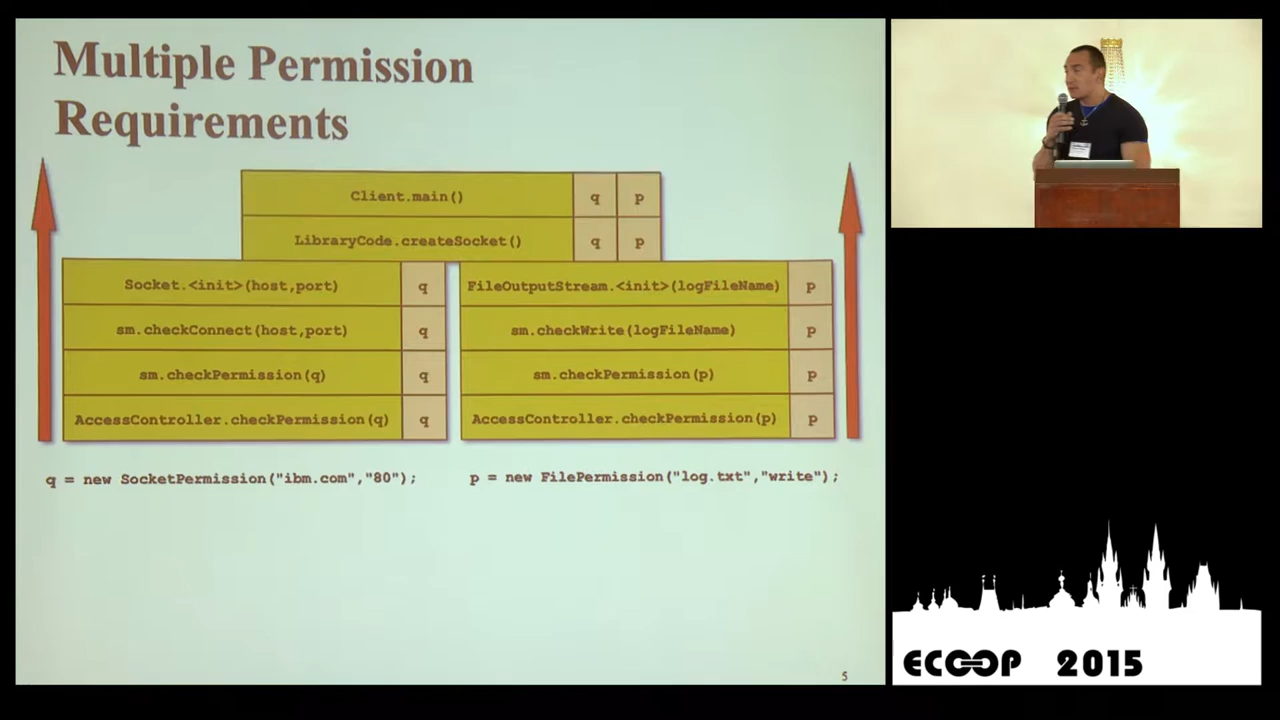 Multiple Permission
Requirements
Client.main() q p
LibraryCode.createSocket() q p
Socket.<init>(host,port) q
sm.checkConnect(host,port) q
sm.checkPermission(q) q
AccessController.checkPermission(q) q
FileOutputStream.<init>(logFileName) p
sm.checkWrite(logFileName) p
sm.checkPermission(p) p
AccessController.checkPermission(p) p
q = new SocketPermission("ibm.com","80");
p = new FilePermission("log.txt","write");
5
ECOOP 2015